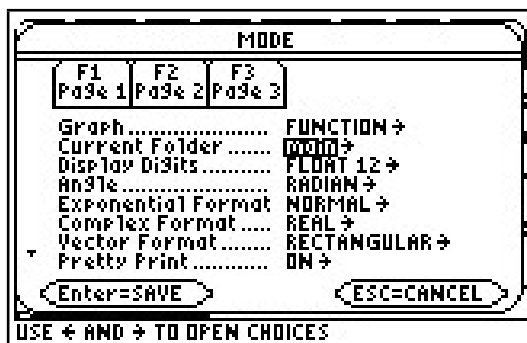 MODE
F1 F2 F3
Page 1 Page 2 Page 3
Graph..................... FUNCTION→
Current Folder ....... main→
Display Digits......... FLOAT 12→
Angle...................... RADIAN→
Exponential Format NORMAL→
Complex Format..... REAL→
Vector Format........ RECTANGULAR→
Pretty Print............ ON→
Enter=SAVE ESC=CANCEL
USE ← AND → TO OPEN CHOICES